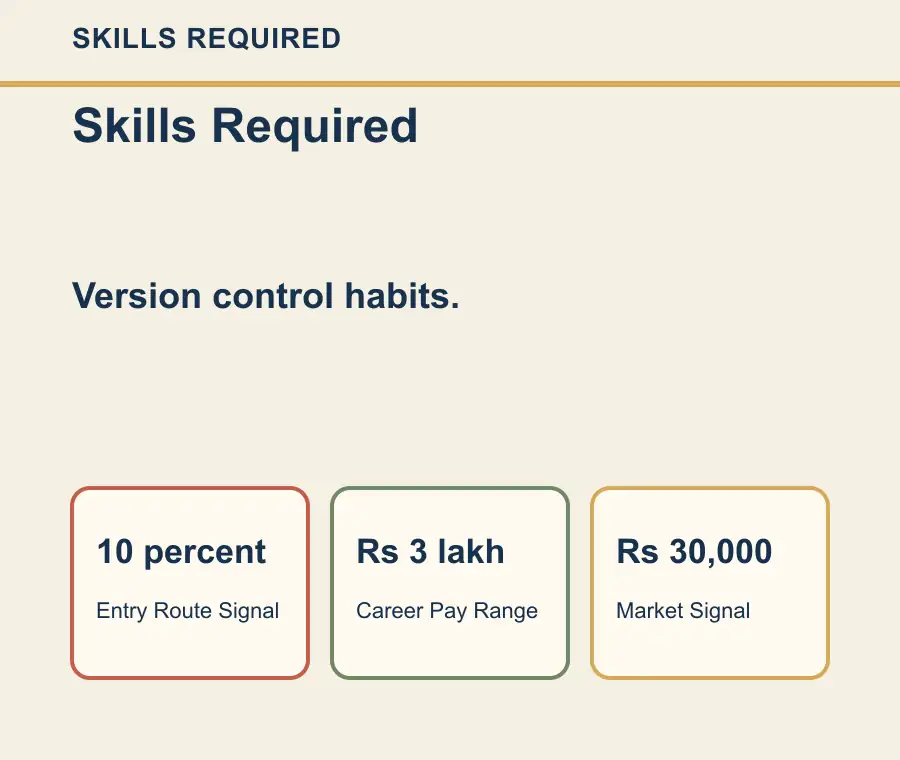 SKILLS REQUIRED
Skills Required
Version control habits.
10 percent
Entry Route Signal
Rs 3 lakh
Career Pay Range
Rs 30,000
Market Signal